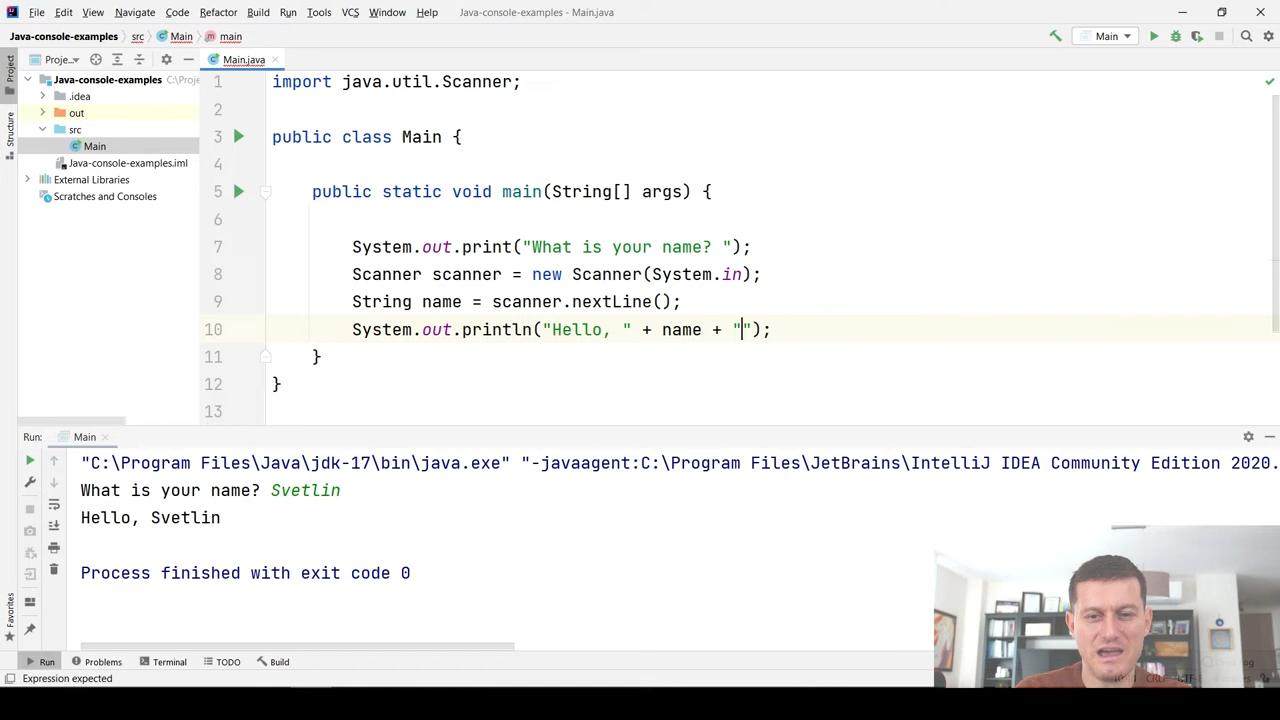 File Edit View Navigate Code Refactor Build Run Tools VCS Window Help Java-console-examples - Main.java
Java-console-examples src Main main Main
Project Proje... Main.java
Java-console-examples C:\Proje
.idea
out
src
Main
Java-console-examples.iml
External Libraries
Scratches and Consoles
Structure
Favorites
1 import java.util.Scanner;
2
3 public class Main {
4
5 public static void main(String[] args) {
6
7 System.out.print("What is your name? ");
8 Scanner scanner = new Scanner(System.in);
9 String name = scanner.nextLine();
10 System.out.println("Hello, " + name + "");
11 }
12 }
13
Run: Main
"C:\Program Files\Java\jdk-17\bin\java.exe" "-javaagent:C:\Program Files\JetBrains\IntelliJ IDEA Community Edition 2020.
What is your name? Svetlin
Hello, Svetlin
Process finished with exit code 0
Run Problems Terminal TODO Build
Expression expected